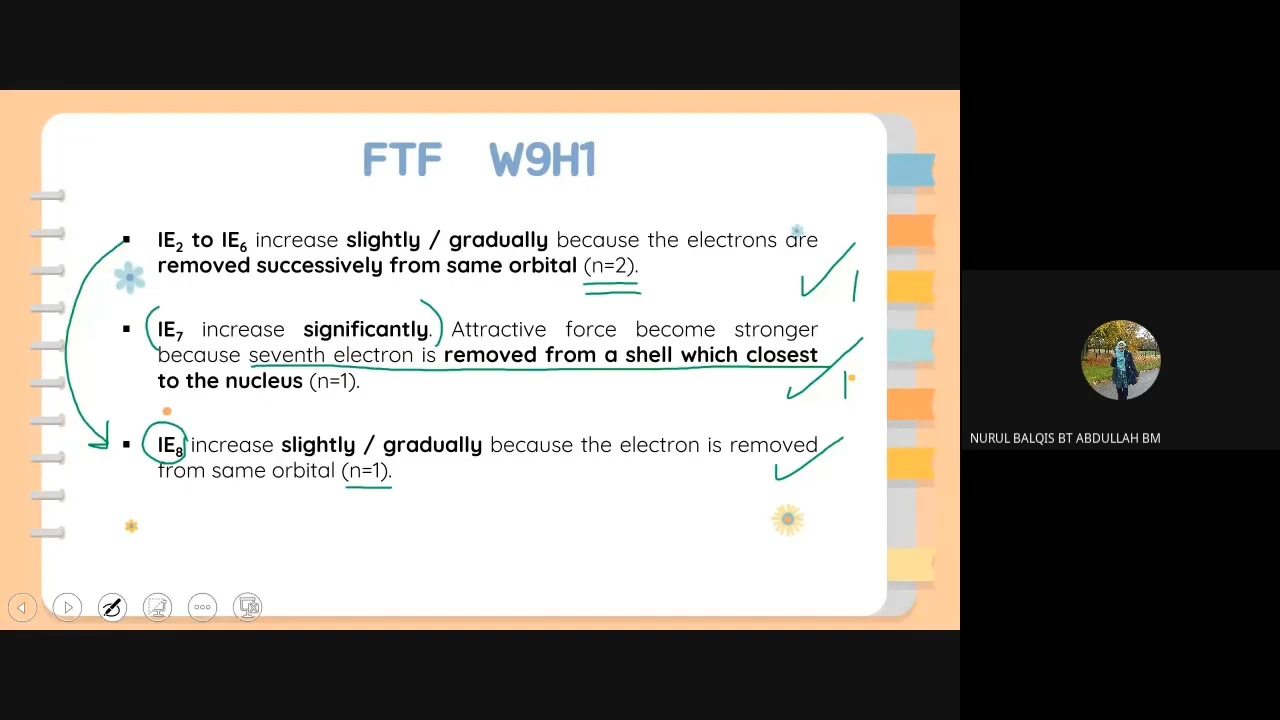 FTF W9H1
▪ IE₂ to IE₆ increase slightly / gradually because the electrons are
removed successively from same orbital (n=2).
1
▪ IE₇ increase significantly. Attractive force become stronger
because seventh electron is removed from a shell which closest
to the nucleus (n=1).
1
▪ IE₈ increase slightly / gradually because the electron is removed
from same orbital (n=1).
NURUL BALQIS BT ABDULLAH BM